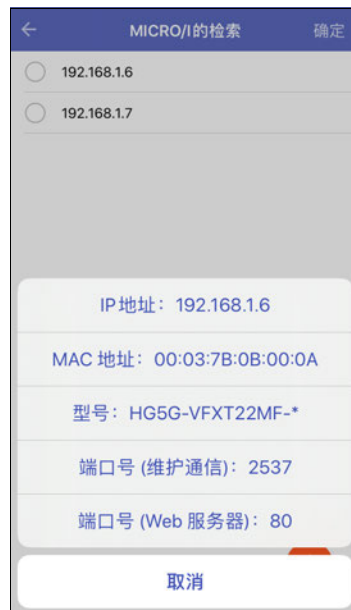 MICRO/I的检索
确定
192.168.1.6
192.168.1.7
IP地址：192.168.1.6
MAC 地址：00:03:7B:0B:00:0A
型号：HG5G-VFXT22MF-*
端口号 (维护通信)：2537
端口号 (Web 服务器)：80
取消